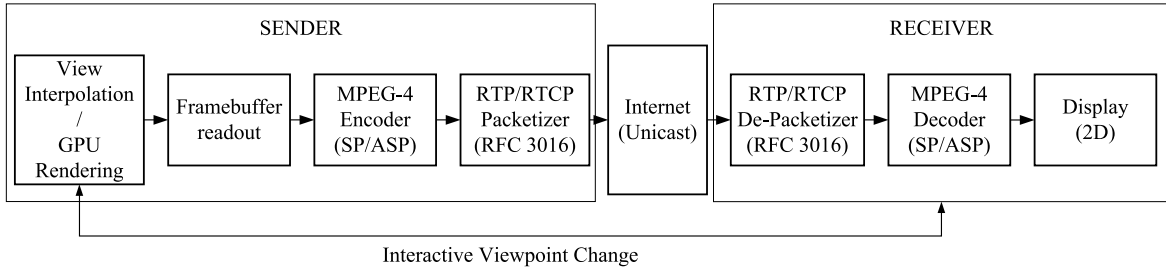 SENDER
View
Interpolation
/
GPU
Rendering
Framebuffer
readout
MPEG-4
Encoder
(SP/ASP)
RTP/RTCP
Packetizer
(RFC 3016)
Internet
(Unicast)
RECEIVER
RTP/RTCP
De-Packetizer
(RFC 3016)
MPEG-4
Decoder
(SP/ASP)
Display
(2D)
Interactive Viewpoint Change